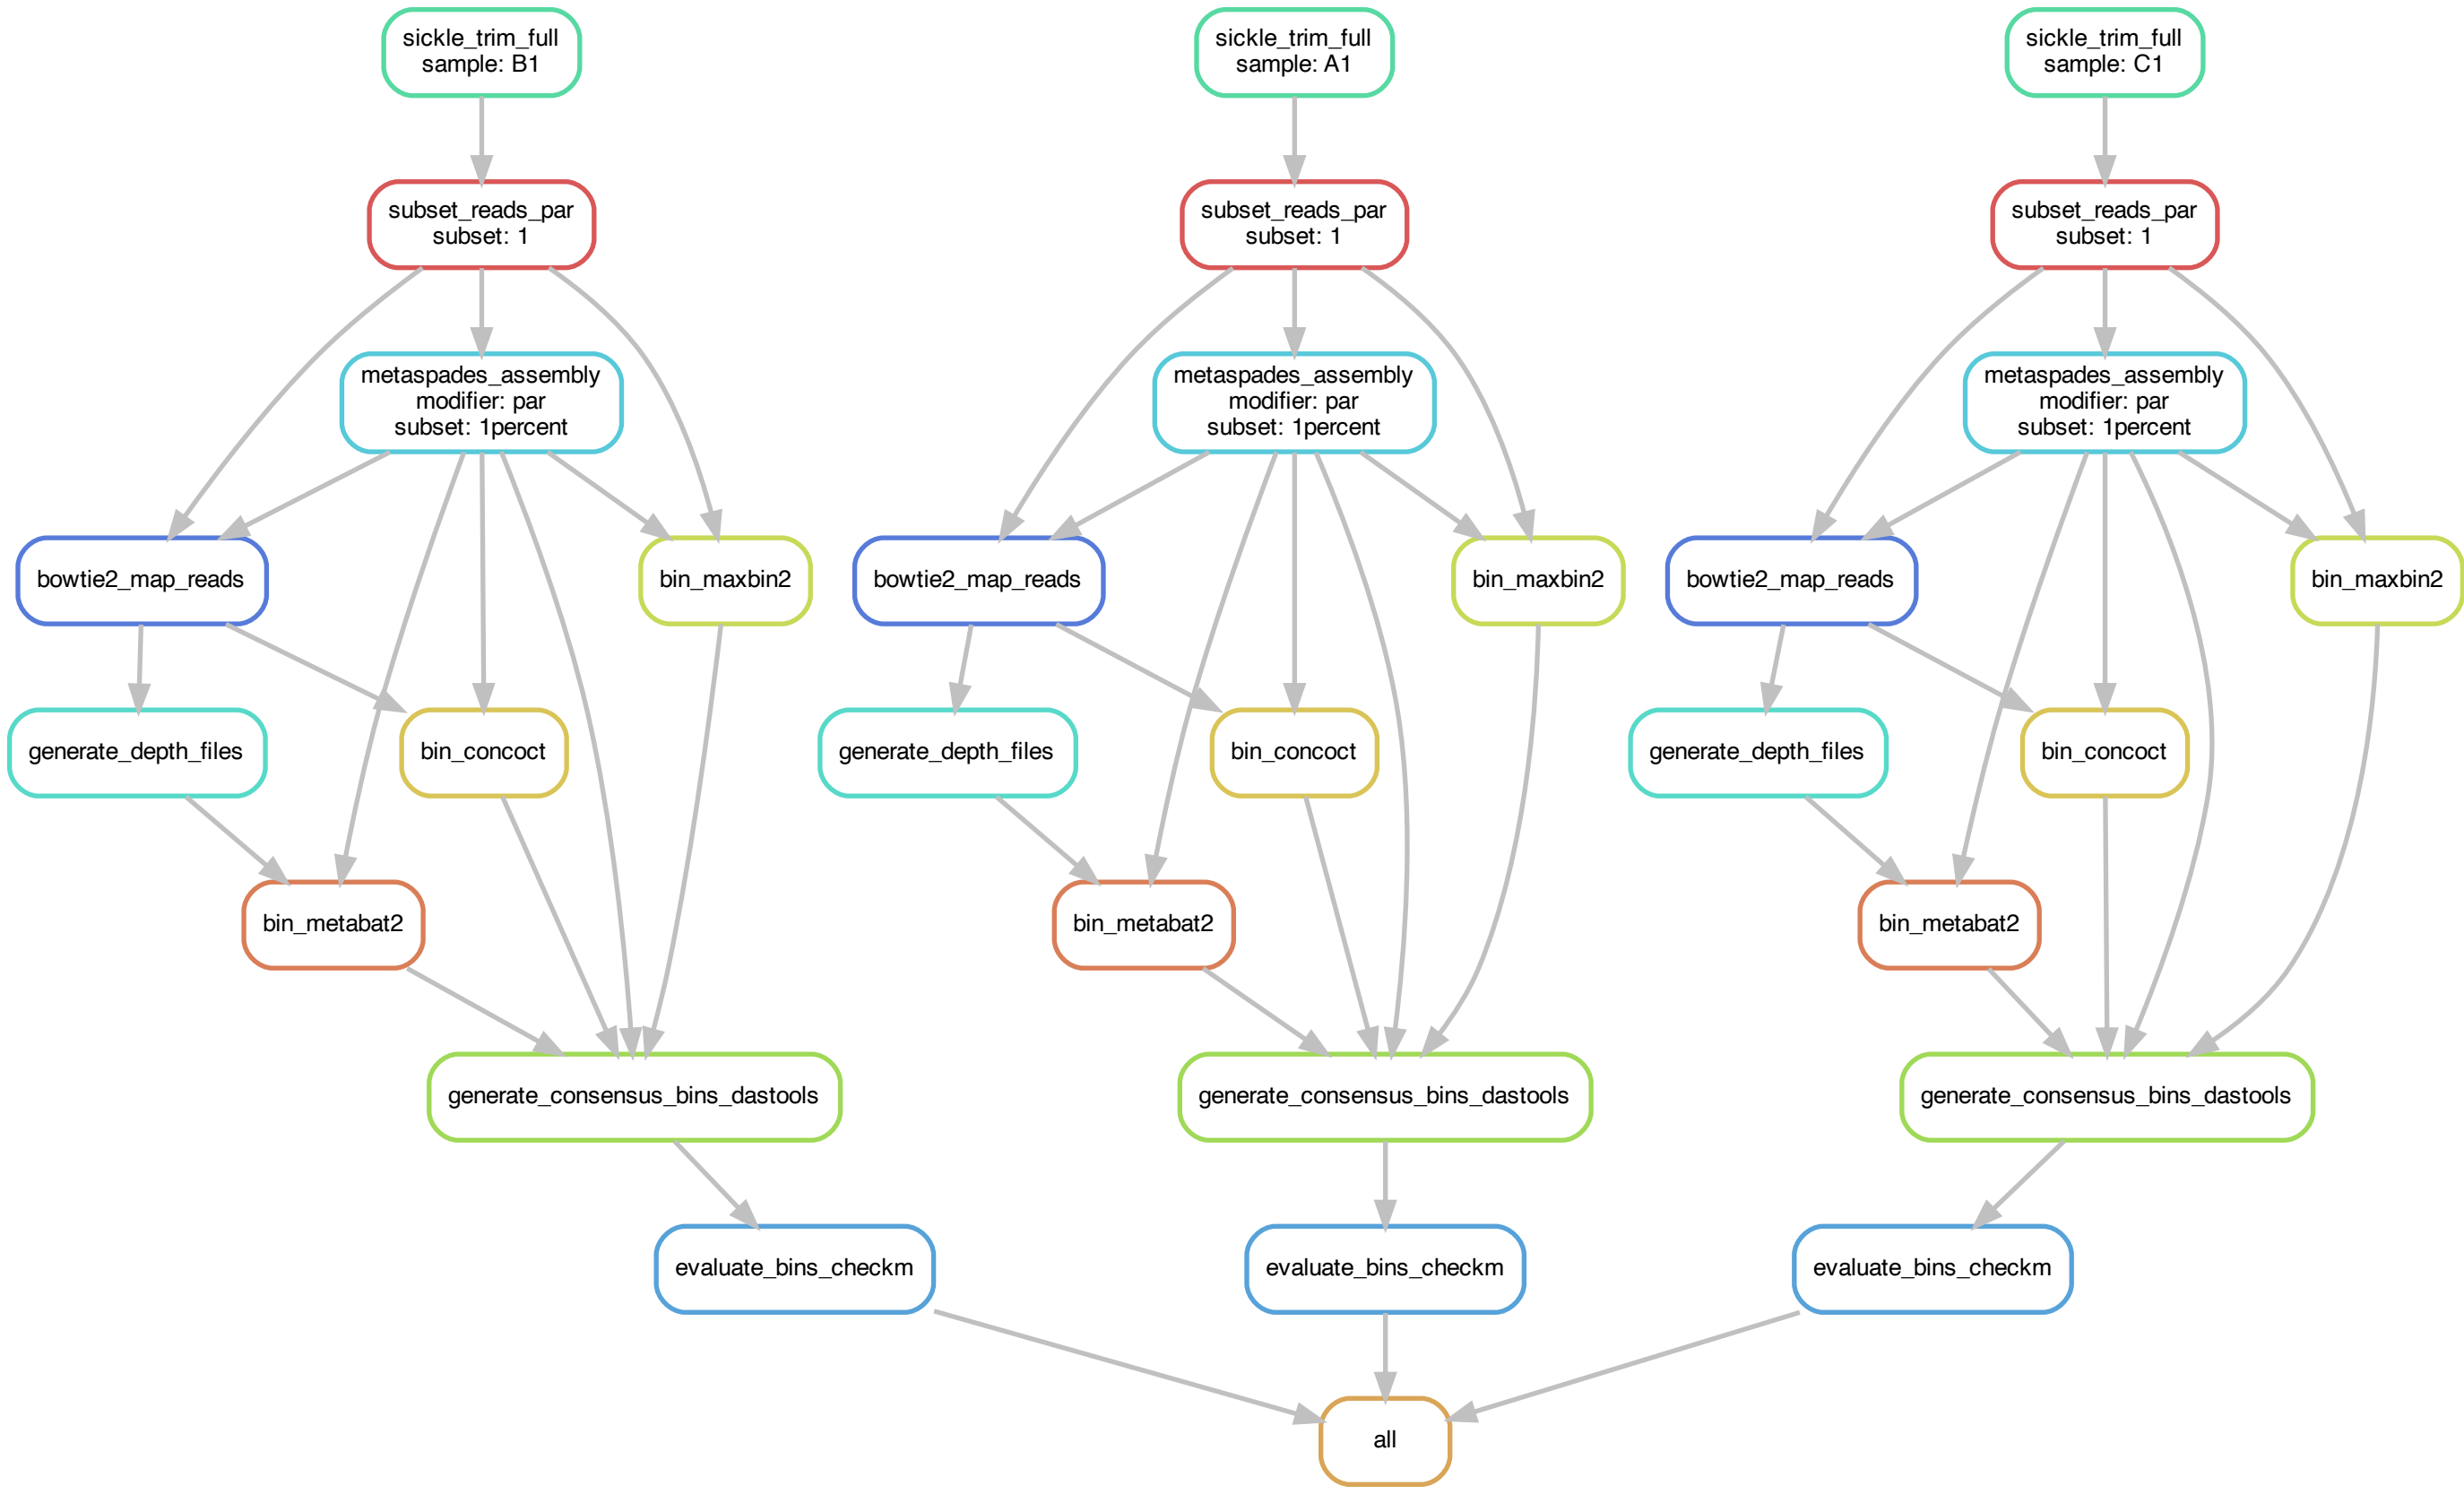 sickle_trim_full
sample: B1
sickle_trim_full
sample: A1
sickle_trim_full
sample: C1
subset_reads_par
subset: 1
subset_reads_par
subset: 1
subset_reads_par
subset: 1
metaspades_assembly
modifier: par
subset: 1percent
metaspades_assembly
modifier: par
subset: 1percent
metaspades_assembly
modifier: par
subset: 1percent
bowtie2_map_reads
bin_maxbin2
bowtie2_map_reads
bin_maxbin2
bowtie2_map_reads
bin_maxbin2
generate_depth_files
bin_concoct
generate_depth_files
bin_concoct
generate_depth_files
bin_concoct
bin_metabat2
bin_metabat2
bin_metabat2
generate_consensus_bins_dastools
generate_consensus_bins_dastools
generate_consensus_bins_dastools
evaluate_bins_checkm
evaluate_bins_checkm
evaluate_bins_checkm
all